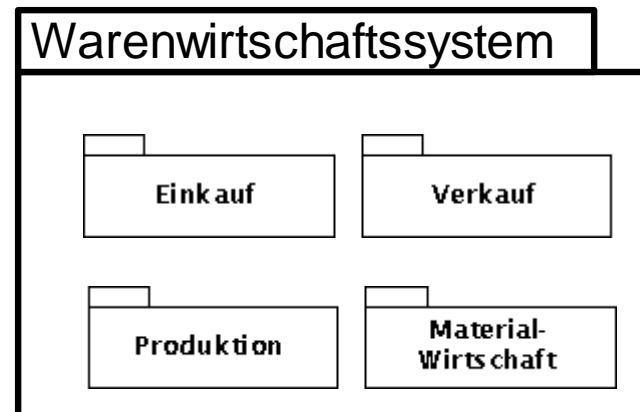 Warenwirtschaftssystem
Einkauf
Verkauf
Produktion
Material-
Wirtschaft